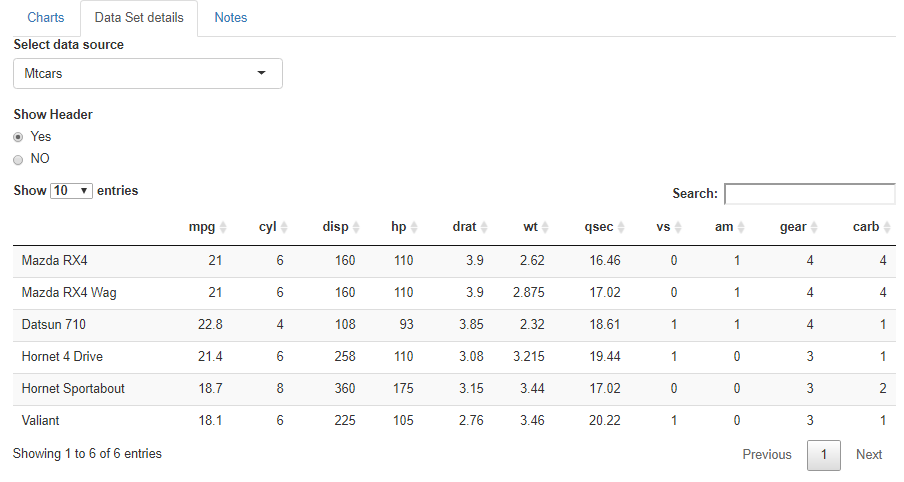 Charts Data Set details Notes
Select data source
Mtcars
Show Header
Yes
NO
Show 10 entries Search:
mpg cyl disp hp drat wt qsec vs am gear carb
Mazda RX4 21 6 160 110 3.9 2.62 16.46 0 1 4 4
Mazda RX4 Wag 21 6 160 110 3.9 2.875 17.02 0 1 4 4
Datsun 710 22.8 4 108 93 3.85 2.32 18.61 1 1 4 1
Hornet 4 Drive 21.4 6 258 110 3.08 3.215 19.44 1 0 3 1
Hornet Sportabout 18.7 8 360 175 3.15 3.44 17.02 0 0 3 2
Valiant 18.1 6 225 105 2.76 3.46 20.22 1 0 3 1
Showing 1 to 6 of 6 entries Previous 1 Next